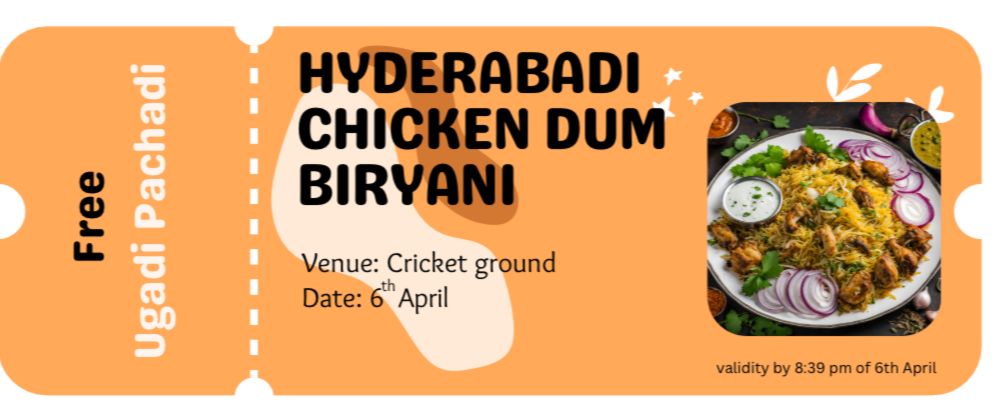 Free
Ugadi Pachadi
HYDERABADI
CHICKEN DUM
BIRYANI
Venue: Cricket ground
Date: 6th April
validity by 8:39 pm of 6th April